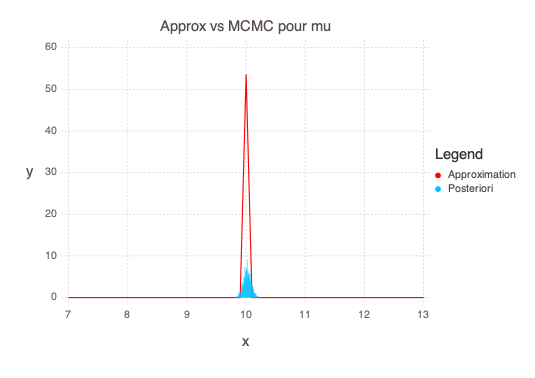 Approx vs MCMC pour mu
60
50
40
30
20
10
0
y
7 8 9 10 11 12 13
x
Legend
Approximation
Posteriori